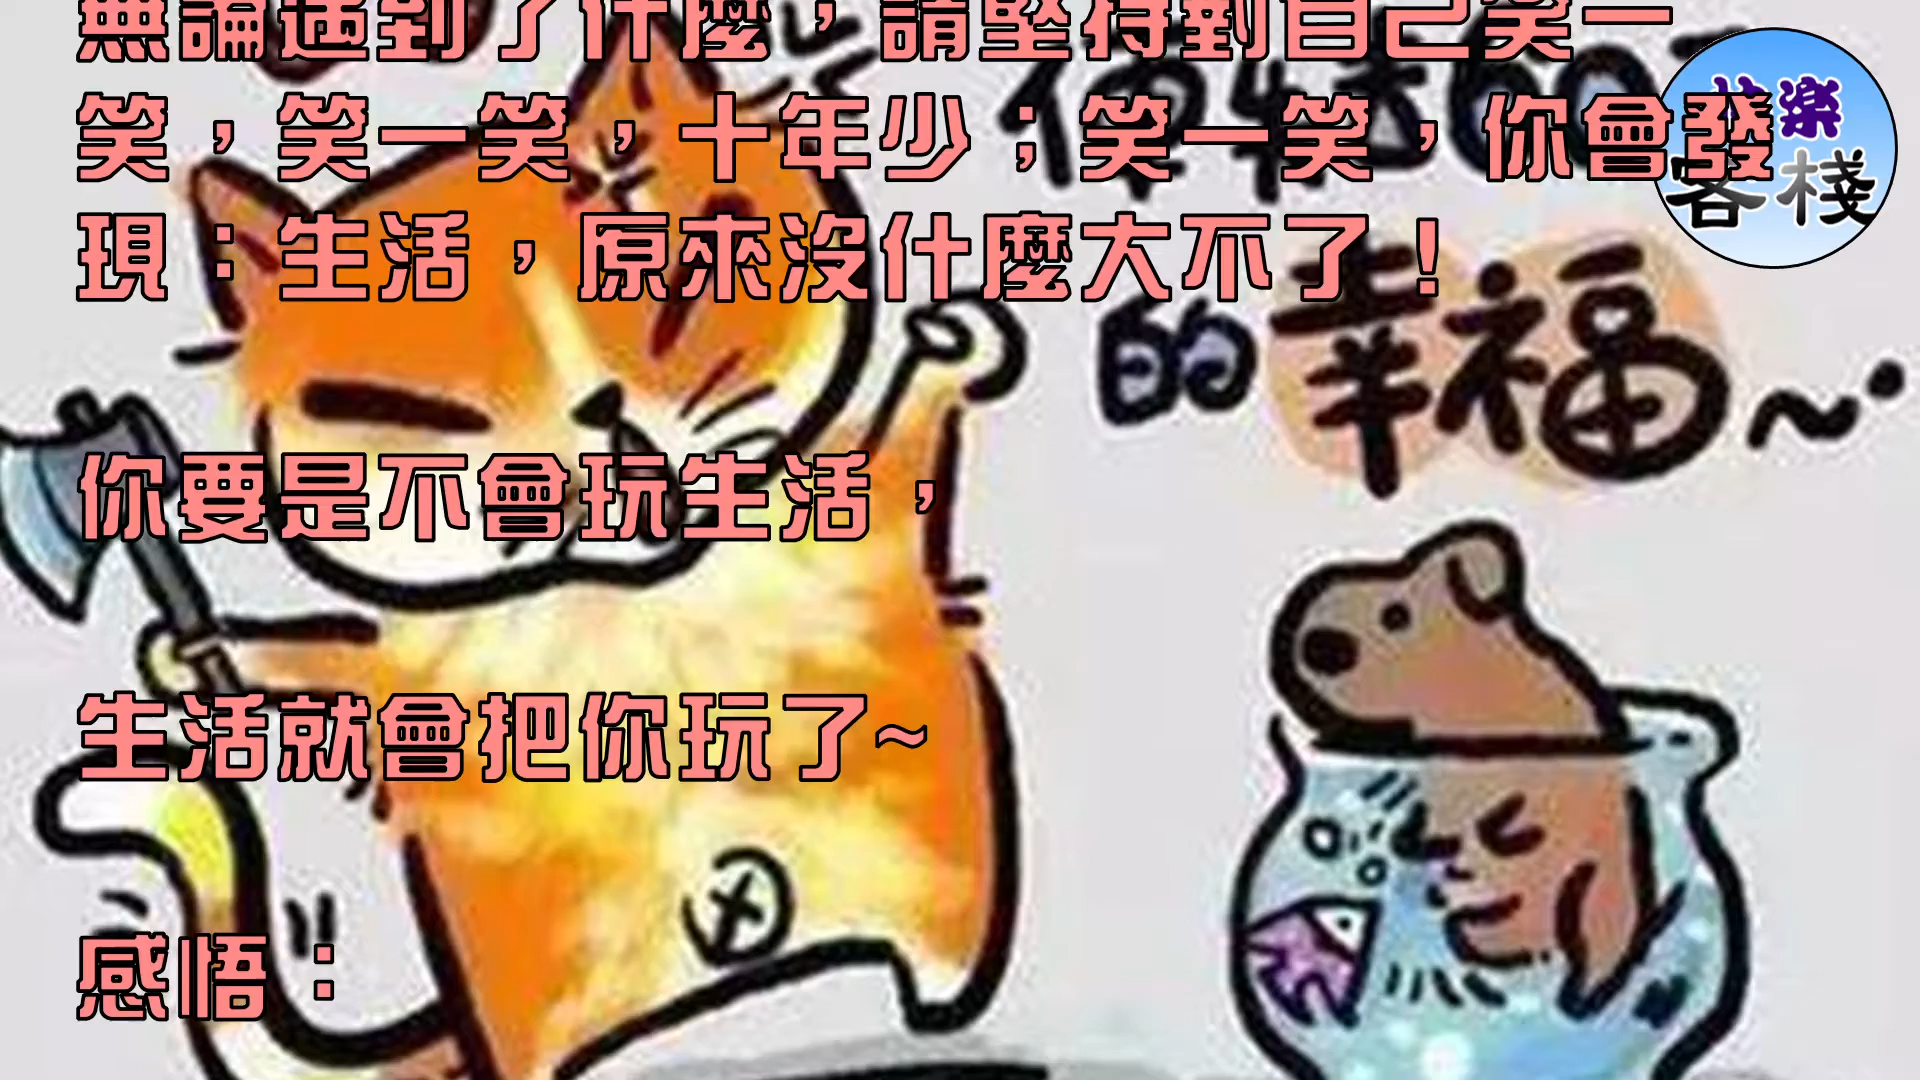 無論遇到了什麼，請堅持對自己笑一
笑，笑一笑，十年少；笑一笑，你會發
現：生活，原來沒什麼大不了！
的幸福~
你要是不會玩生活，
生活就會把你玩了~
感悟：
樂
客棧